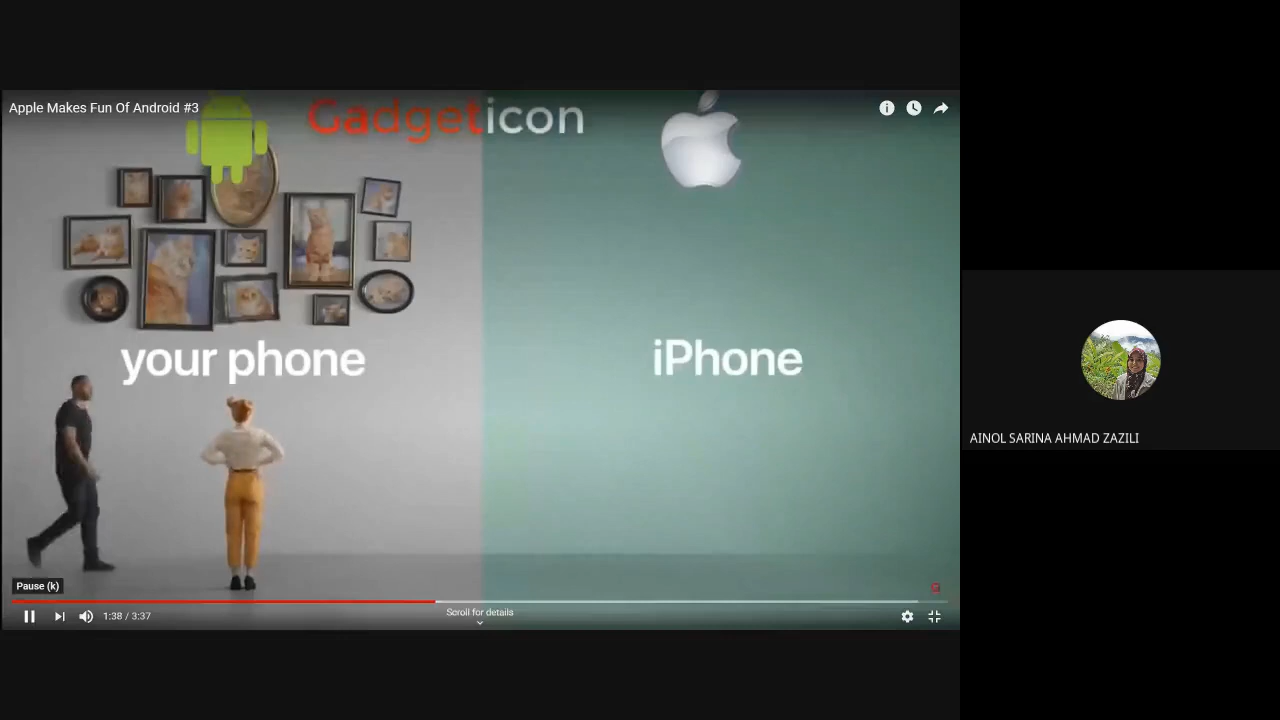 Apple Makes Fun Of Android #3
Gadgeticon
your phone
iPhone
Pause (k)
1:38 / 3:37
Scroll for details
AINOL SARINA AHMAD ZAZILI